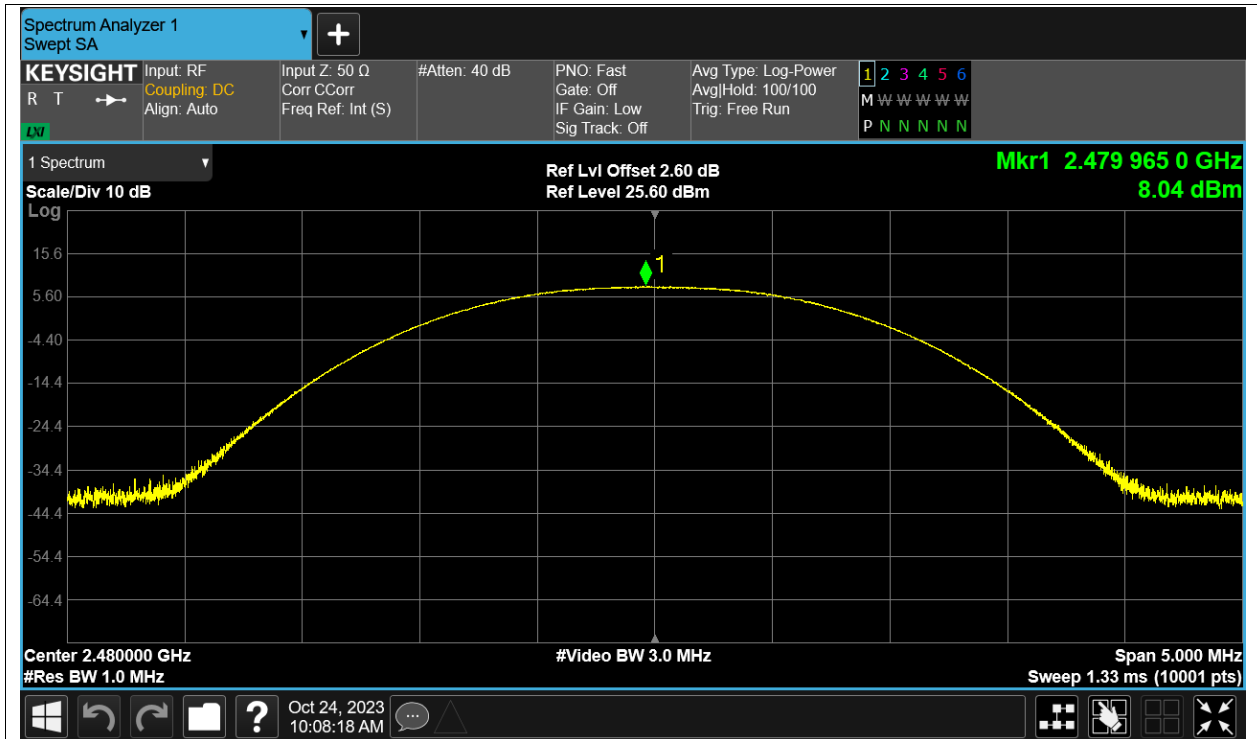 Spectrum Analyzer 1
Swept SA
+
KEYSIGHT
R T
LXI
Input: RF
Coupling: DC
Align: Auto
Input Z: 50 Ω
Corr CCorr
Freq Ref: Int (S)
#Atten: 40 dB
PNO: Fast
Gate: Off
IF Gain: Low
Sig Track: Off
Avg Type: Log-Power
Avg|Hold: 100/100
Trig: Free Run
1 2 3 4 5 6
M W W W W W
P N N N N N
1 Spectrum
Scale/Div 10 dB
Log
Ref Lvl Offset 2.60 dB
Ref Level 25.60 dBm
Mkr1 2.479 965 0 GHz
8.04 dBm
1
15.6
5.60
-4.40
-14.4
-24.4
-34.4
-44.4
-54.4
-64.4
Center 2.480000 GHz
#Res BW 1.0 MHz
#Video BW 3.0 MHz
Span 5.000 MHz
Sweep 1.33 ms (10001 pts)
?
Oct 24, 2023
10:08:18 AM